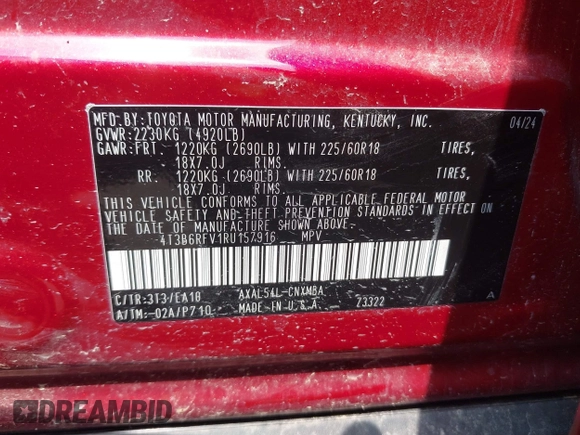 MFD.BY:TOYOTA MOTOR MANUFACTURING, KENTUCKY, INC. 04/24
GVWR:2230KG (4920LB)
GAWR:FRT 1220KG (2690LB) WITH 225/60R18 TIRES,
18X7.0J RIMS.
RR 1220KG (2690LB) WITH 225/60R18 TIRES,
18X7.0J RIMS.
THIS VEHICLE CONFORMS TO ALL APPLICABLE FEDERAL MOTOR
VEHICLE SAFETY AND THEFT PREVENTION STANDARDS IN EFFECT ON
THE DATE OF MANUFACTURE SHOWN ABOVE.
4T3B6RFV1RU157916 MPV
C/TR:3T3/EA18 AXAL54L-CNXMBA A
A/TM:-02A/P710 MADE IN U.S.A. 23322
DREAMBID